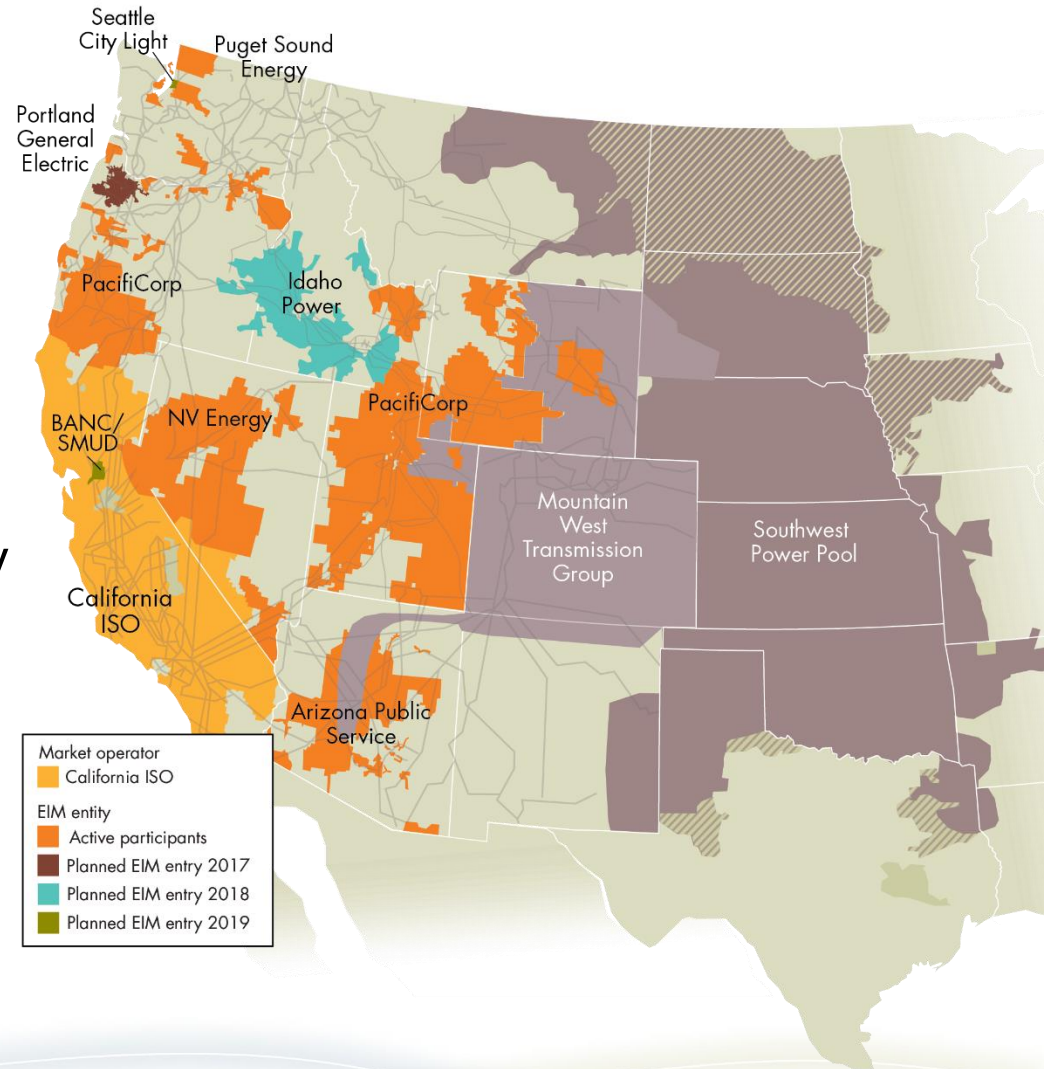 Seattle
City Light
Puget Sound
Energy
Portland
General
Electric
PacifiCorp
Idaho
Power
BANC/
SMUD
NV Energy
PacifiCorp
Mountain
West
Transmission
Group
Southwest
Power Pool
California
ISO
Arizona Public
Service
Market operator
California ISO
EIM entity
Active participants
Planned EIM entry 2017
Planned EIM entry 2018
Planned EIM entry 2019